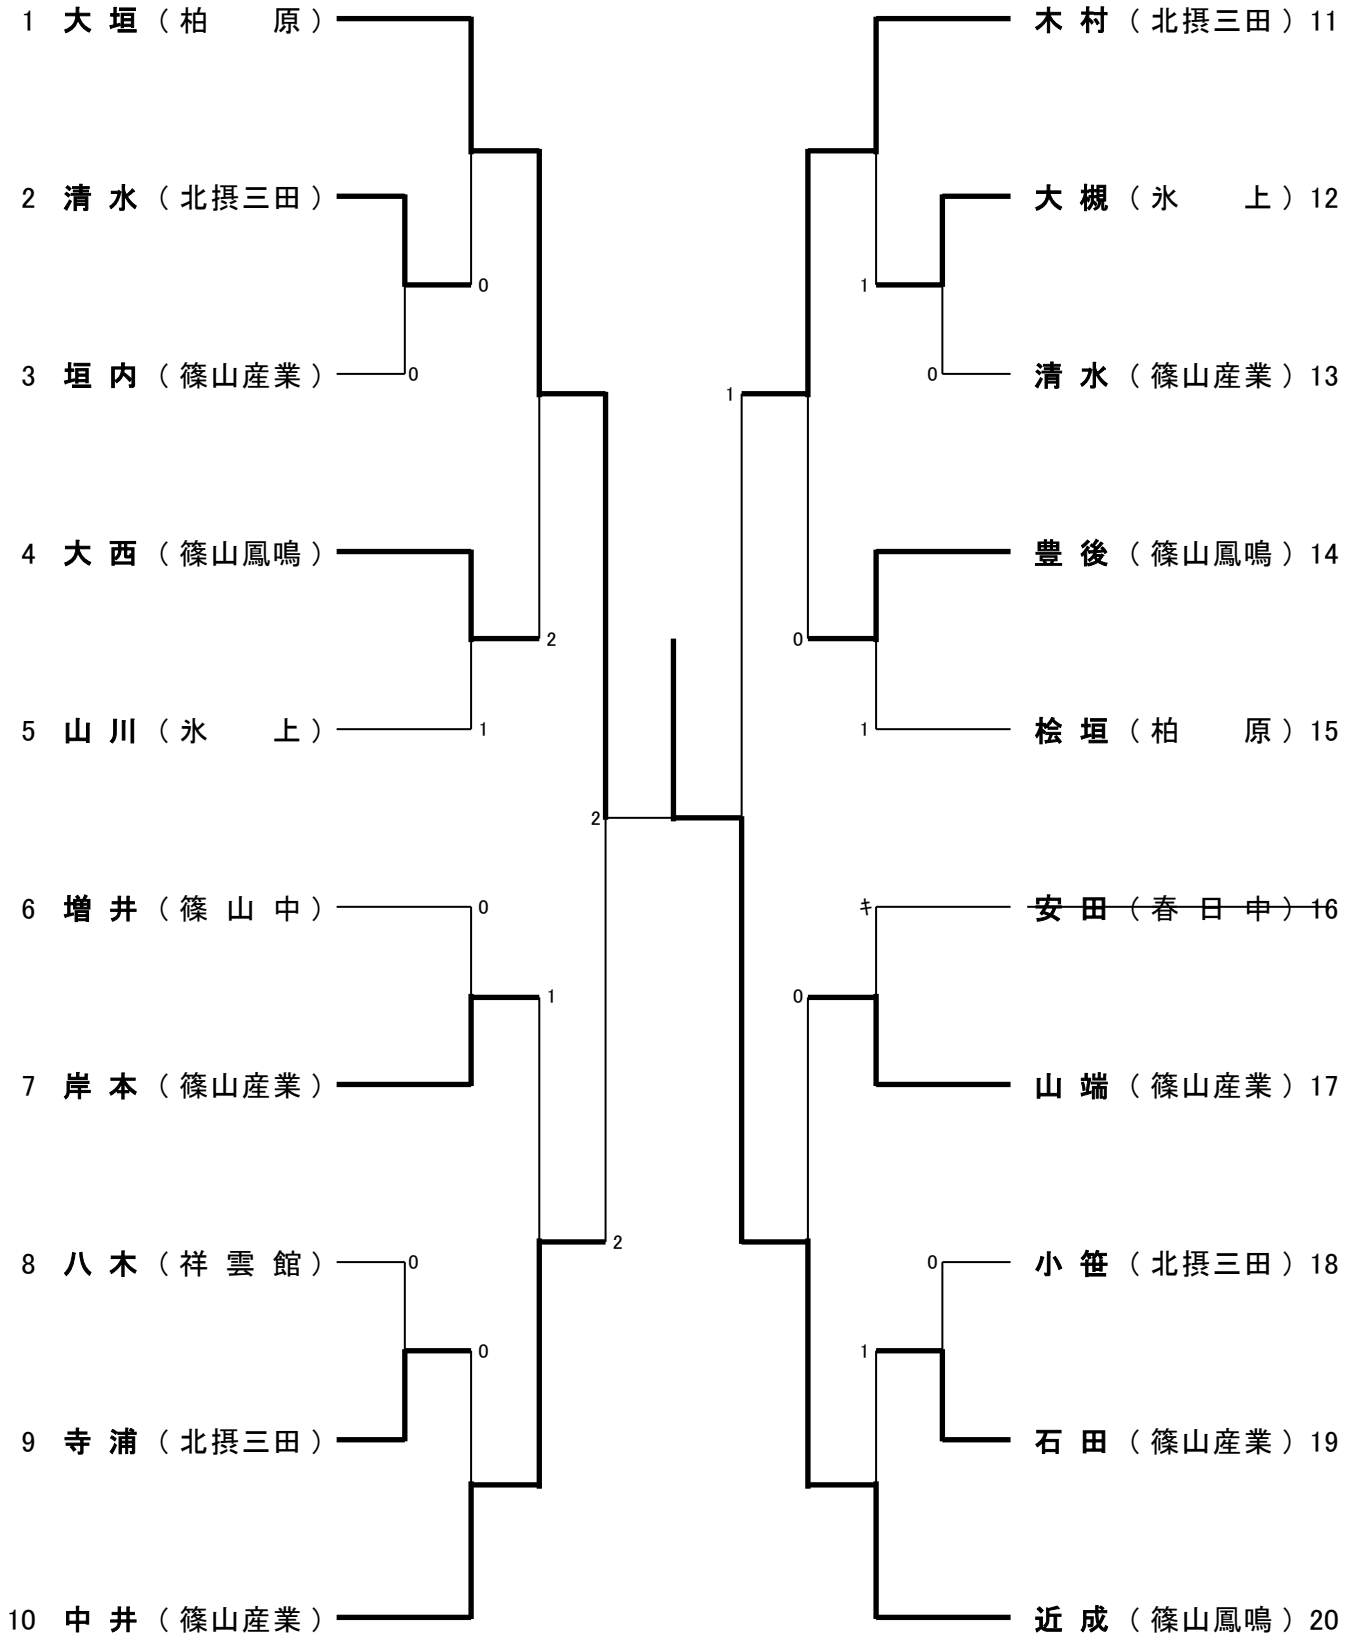 1 大 垣 ( 柏 原 ) 木 村 ( 北摂三田 ) 11
2 清 水 ( 北摂三田 ) 大 槻 ( 氷 上 ) 12
0 1
3 垣 内 ( 篠山産業 ) 0 0 清 水 ( 篠山産業 ) 13
1
4 大 西 ( 篠山鳳鳴 ) 豊 後 ( 篠山鳳鳴 ) 14
2 0
5 山 川 ( 氷 上 ) 1 1 桧 垣 ( 柏 原 ) 15
2
6 増 井 ( 篠 山 中 ) 0 キ 安 田 ( 春 日 中 ) 16
1 0
7 岸 本 ( 篠山産業 ) 山 端 ( 篠山産業 ) 17
2
8 八 木 ( 祥 雲 館 ) 0 0 小 笹 ( 北摂三田 ) 18
0 1
9 寺 浦 ( 北摂三田 ) 石 田 ( 篠山産業 ) 19
10 中 井 ( 篠山産業 ) 近 成 ( 篠山鳳鳴 ) 20